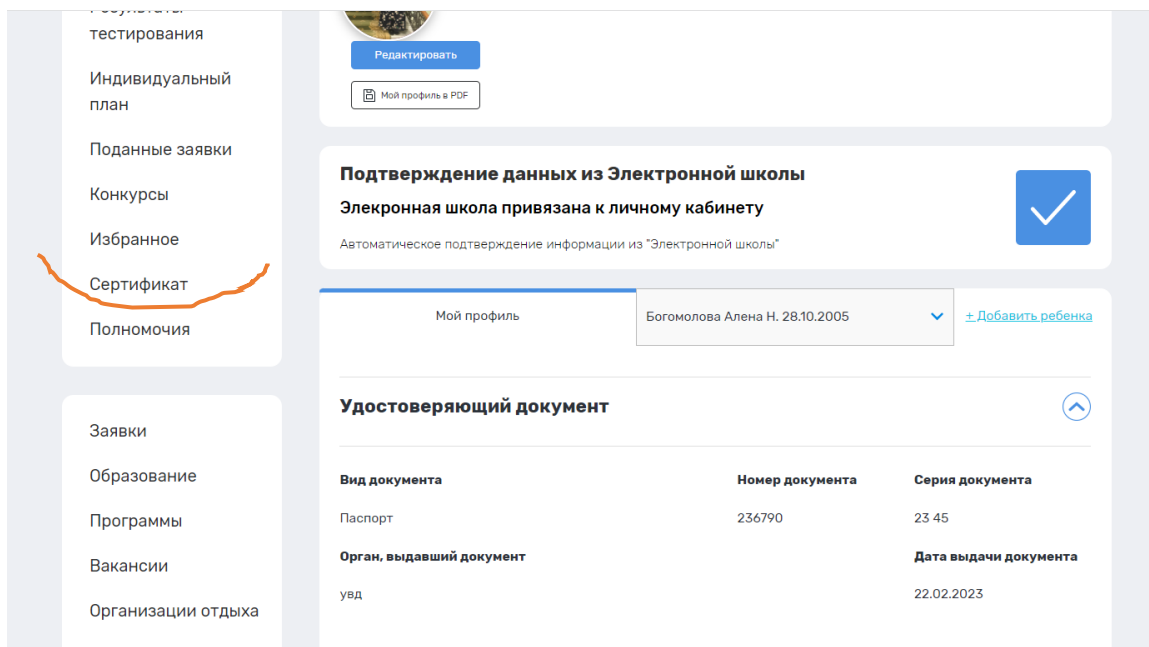 Результаты
тестирования
Индивидуальный
план
Поданные заявки
Конкурсы
Избранное
Сертификат
Полномочия
Заявки
Образование
Программы
Вакансии
Организации отдыха
Редактировать
Мой профиль в PDF
Подтверждение данных из Электронной школы
Элекронная школа привязана к личному кабинету
Автоматическое подтверждение информации из "Электронной школы"
Мой профиль
Богомолова Алена Н. 28.10.2005
+ Добавить ребенка
Удостоверяющий документ
Вид документа Номер документа Серия документа
Паспорт 236790 23 45
Орган, выдавший документ Дата выдачи документа
увд 22.02.2023